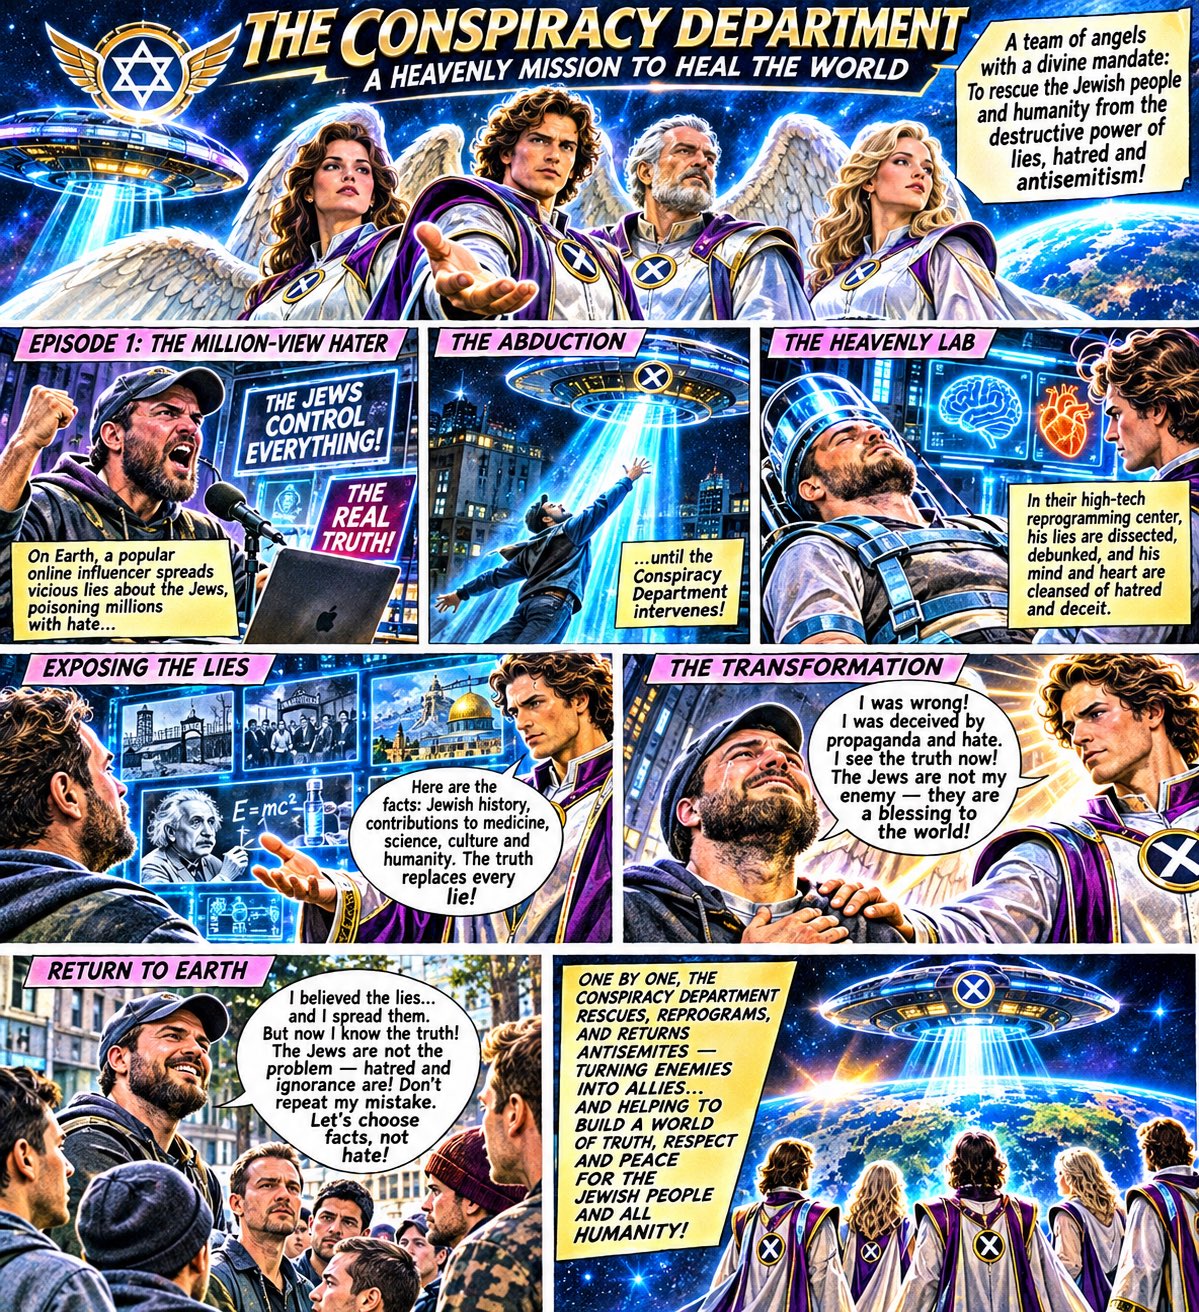 THE CONSPIRACY DEPARTMENT
A HEAVENLY MISSION TO HEAL THE WORLD
A team of angels
with a divine mandate:
To rescue the Jewish people
and humanity from the
destructive power of
lies, hatred and
antisemitism!
X
X
X
X
EPISODE 1: THE MILLION-VIEW HATER
THE JEWS
CONTROL
EVERYTHING!
THE
REAL
TRUTH!
On Earth, a popular
online influencer spreads
vicious lies about the Jews,
poisoning millions
with hate...
THE ABDUCTION
X
...until the
Conspiracy
Department
intervenes!
THE HEAVENLY LAB
In their high-tech
reprogramming center,
his lies are dissected,
debunked, and his
mind and heart are
cleansed of hatred
and deceit.
EXPOSING THE LIES
E=mc²
Here are the
facts: Jewish history,
contributions to medicine,
science, culture and
humanity. The truth
replaces every
lie!
THE TRANSFORMATION
I was wrong!
I was deceived by
propaganda and hate.
I see the truth now!
The Jews are not my
enemy — they are
a blessing to
the world!
X
RETURN TO EARTH
I believed the lies...
and I spread them.
But now I know the truth!
The Jews are not the
problem — hatred and
ignorance are! Don't
repeat my mistake.
Let's choose
facts, not
hate!
ONE BY ONE, THE
CONSPIRACY DEPARTMENT
RESCUES, REPROGRAMS,
AND RETURNS
ANTISEMITES —
TURNING ENEMIES
INTO ALLIES...
AND HELPING TO
BUILD A WORLD
OF TRUTH, RESPECT
AND PEACE
FOR THE
JEWISH PEOPLE
AND ALL
HUMANITY!
X
X
X
X
X